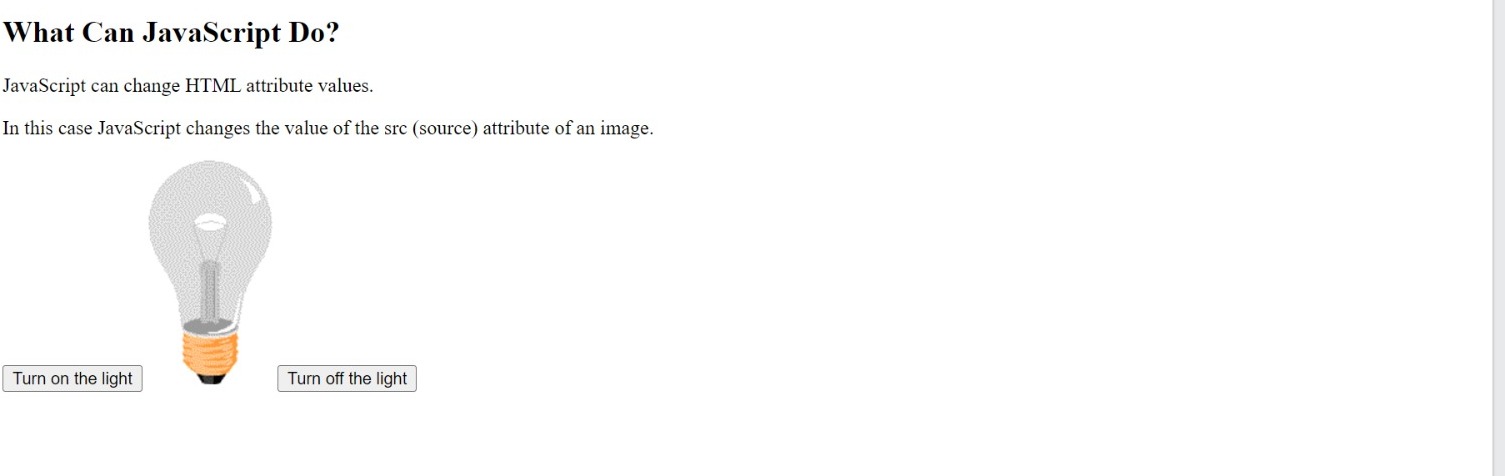 What Can JavaScript Do?
JavaScript can change HTML attribute values.
In this case JavaScript changes the value of the src (source) attribute of an image.
Turn on the light
Turn off the light